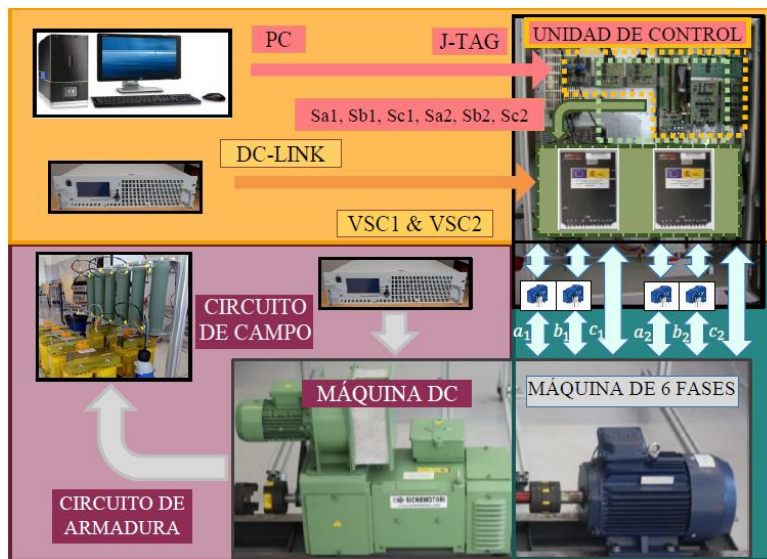 PC
J-TAG
UNIDAD DE CONTROL
Sa1, Sb1, Sc1, Sa2, Sb2, Sc2
DC-LINK
VSC1 & VSC2
CIRCUITO
DE CAMPO
a₁
b₁
c₁
a₂
b₂
c₂
MÁQUINA DC
MÁQUINA DE 6 FASES
CIRCUITO DE
ARMADURA
SICMEMOTORI